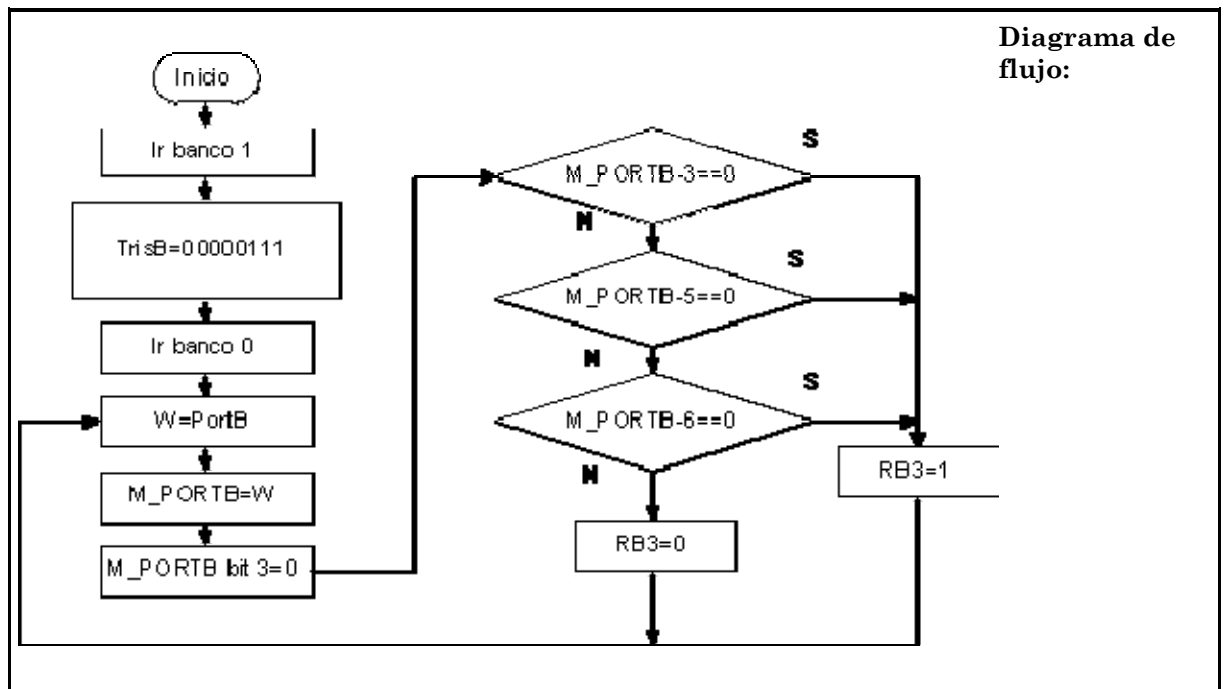 Diagrama de
flujo:
Inicio
Ir banco 1
TrisB=00000111
Ir banco 0
W=PortB
M_PORTB=W
M_PORTB bit 3=0
M_PORTB-3==0
S
N
M_PORTB-5==0
S
N
M_PORTB-6==0
S
N
RB3=1
RB3=0